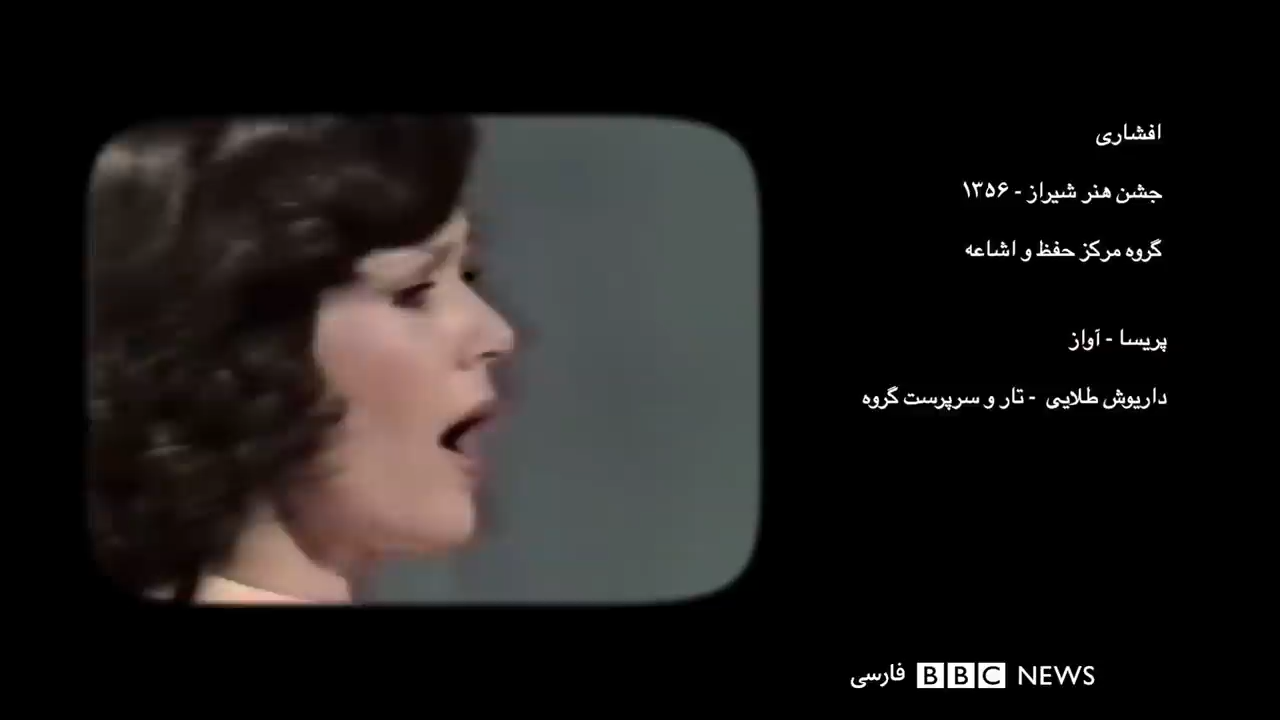 افشاری
جشن هنر شیراز - ۱۳۵۶
گروه مرکز حفظ و اشاعه
پریسا - آواز
داریوش طلایی - تار و سرپرست گروه
BBC NEWS فارسی